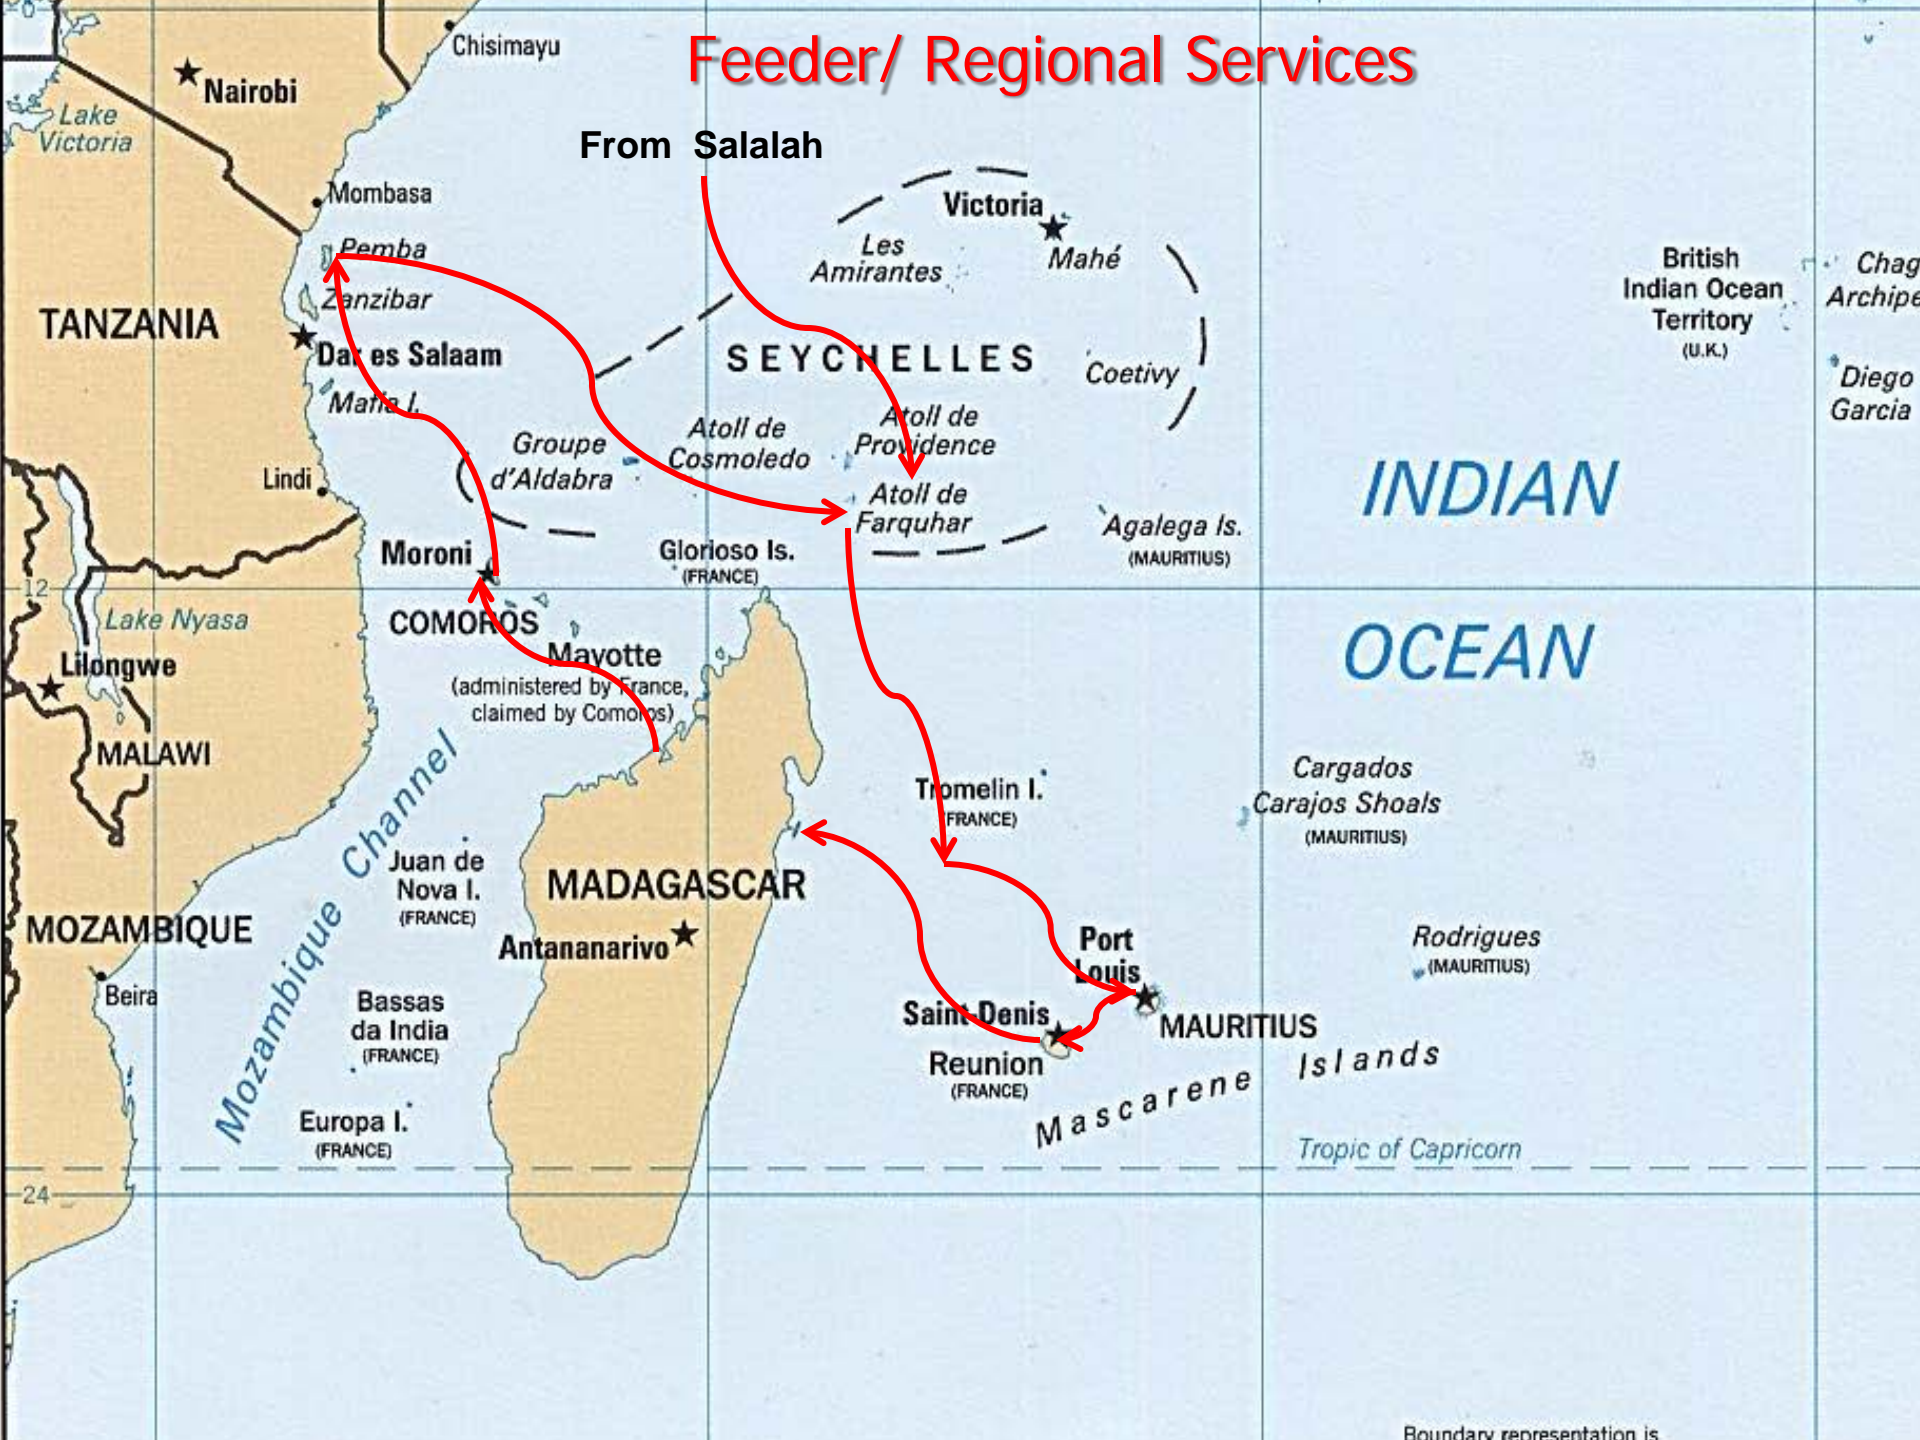 Feeder/ Regional Services
0
Chisimayu
Nairobi
Lake
Victoria
From Salalah
Mombasa
Victoria
Mahé
Les
Amirantes
Pemba
Zanzibar
TANZANIA
Dar es Salaam
Mafia I.
SEYCHELLES
Coetivy
British
Indian Ocean
Territory
(U.K.)
Chag
Archipe
Diego
Garcia
Groupe
d'Aldabra
Atoll de
Cosmoledo
Atoll de
Providence
Atoll de
Farquhar
Lindi
INDIAN
OCEAN
Agalega Is.
(MAURITIUS)
Moroni
Glorioso Is.
(FRANCE)
12
COMOROS
Lake Nyasa
Lilongwe
Mayotte
(administered by France,
claimed by Comoros)
MALAWI
Mozambique Channel
Tromelin I.
(FRANCE)
Cargados
Carajos Shoals
(MAURITIUS)
Juan de
Nova I.
(FRANCE)
MADAGASCAR
Antananarivo
MOZAMBIQUE
Beira
Port
Louis
Rodrigues
(MAURITIUS)
Bassas
da India
(FRANCE)
Saint-Denis
MAURITIUS
Reunion
(FRANCE)
Mascarene Islands
Europa I.
(FRANCE)
Tropic of Capricorn
24
Boundary representation is